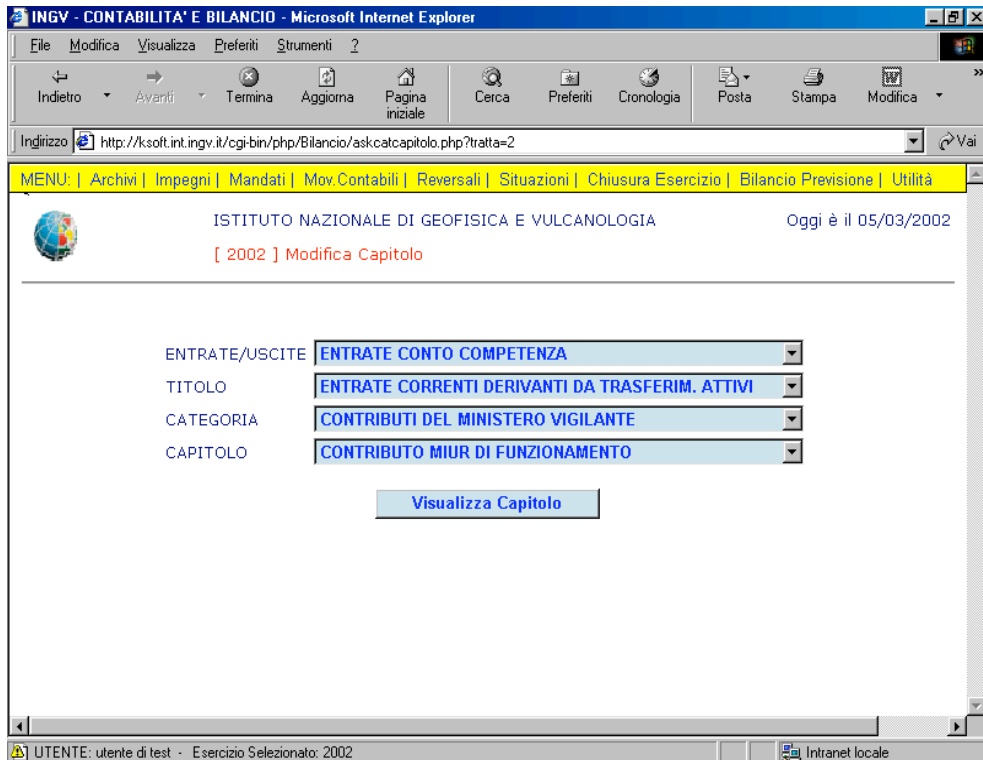 INGV - CONTABILITA' E BILANCIO - Microsoft Internet Explorer
File Modifica Visualizza Preferiti Strumenti ?
Indietro Avanti Termina Aggiorna Pagina iniziale Cerca Preferiti Cronologia Posta Stampa Modifica »
Indirizzo http://ksoft.int.ingv.it/cgi-bin/php/Bilancio/askcatcapitolo.php?tratta=2 Vai
MENU: | Archivi | Impegni | Mandati | Mov.Contabili | Reversali | Situazioni | Chiusura Esercizio | Bilancio Previsione | Utilità
ISTITUTO NAZIONALE DI GEOFISICA E VULCANOLOGIA Oggi è il 05/03/2002
[ 2002 ] Modifica Capitolo
ENTRATE/USCITE ENTRATE CONTO COMPETENZA
TITOLO ENTRATE CORRENTI DERIVANTI DA TRASFERIM. ATTIVI
CATEGORIA CONTRIBUTI DEL MINISTERO VIGILANTE
CAPITOLO CONTRIBUTO MIUR DI FUNZIONAMENTO
Visualizza Capitolo
UTENTE: utente di test - Esercizio Selezionato: 2002 Intranet locale